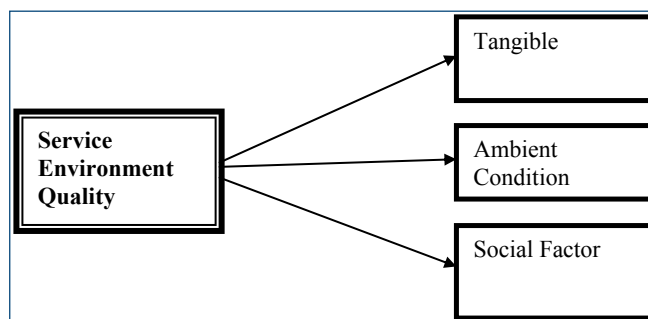 Service
Environment
Quality
Tangible
Ambient
Condition
Social Factor